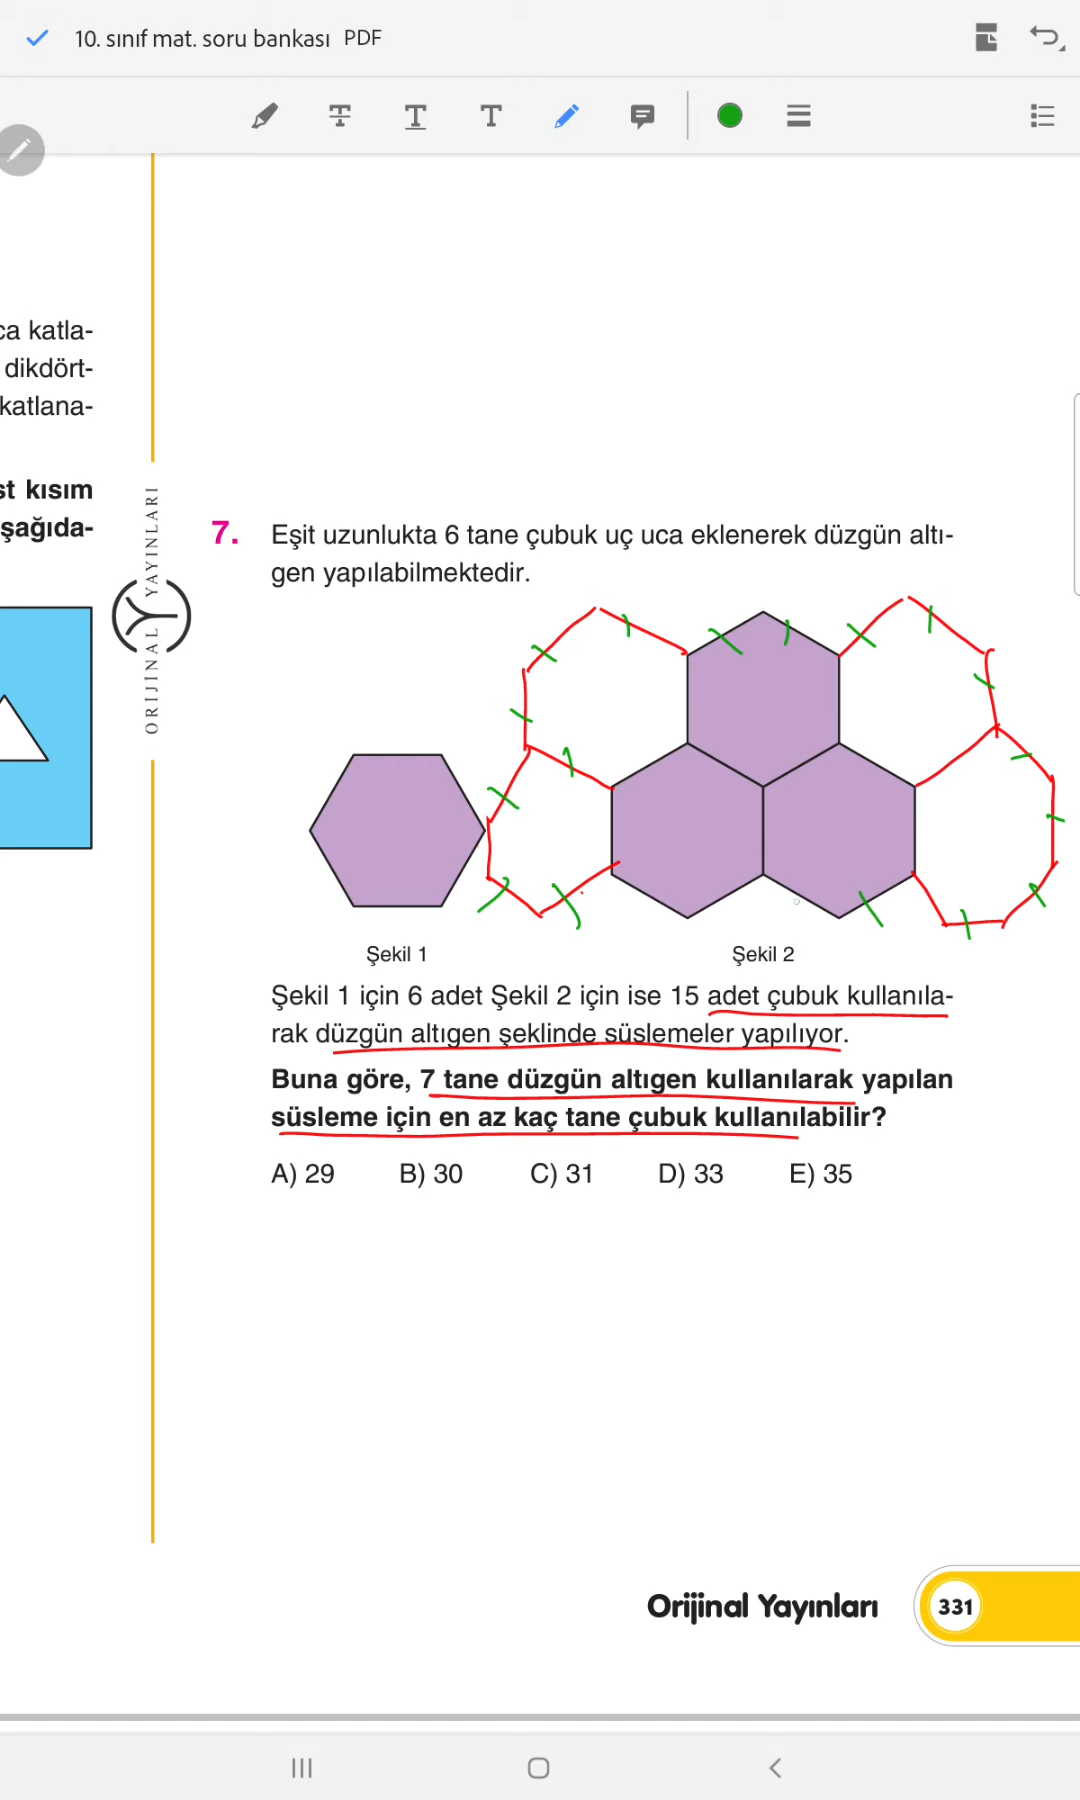 10. sınıf mat. soru bankası PDF
ca katla-
dikdört-
katlana-
st kısım
şağıda-
ORİJİNAL YAYINLARI
7. Eşit uzunlukta 6 tane çubuk uç uca eklenerek düzgün altı-
gen yapılabilmektedir.
Şekil 1
Şekil 2
Şekil 1 için 6 adet Şekil 2 için ise 15 adet çubuk kullanıla-
rak düzgün altıgen şeklinde süslemeler yapılıyor.
Buna göre, 7 tane düzgün altıgen kullanılarak yapılan
süsleme için en az kaç tane çubuk kullanılabilir?
A) 29 B) 30 C) 31 D) 33 E) 35
Orijinal Yayınları
331